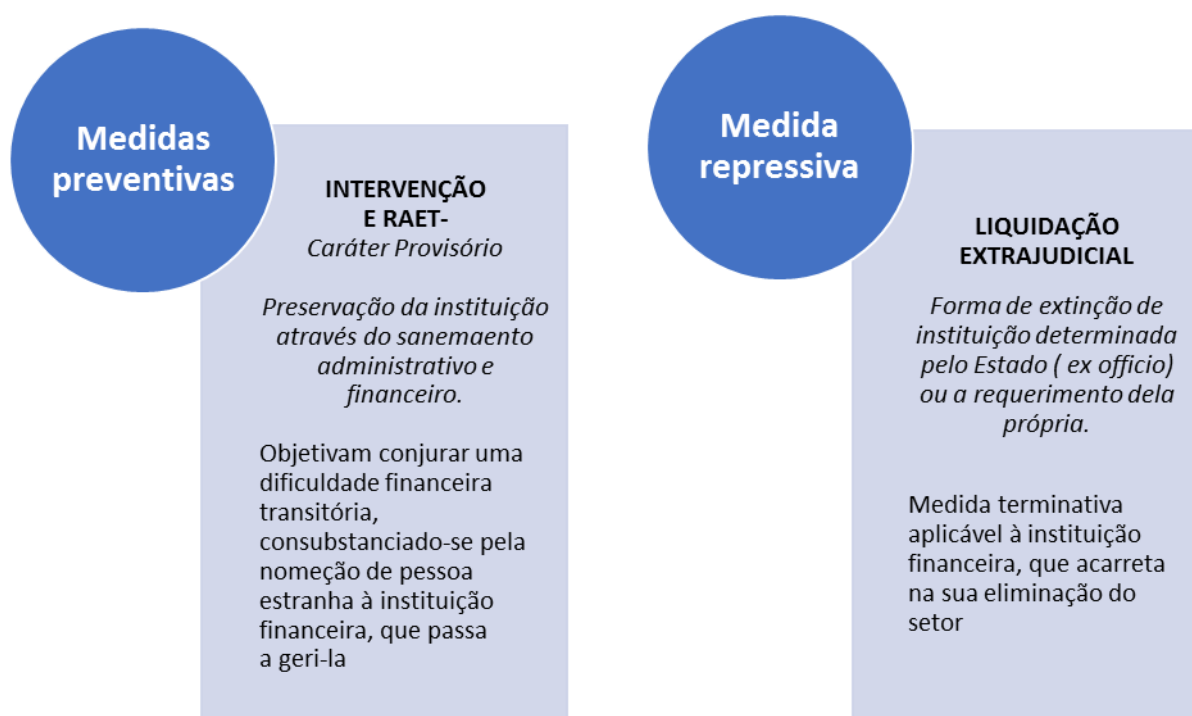 Medidas
preventivas
INTERVENÇÃO
E RAET-
Caráter Provisório
Preservação da instituição
através do sanemaento
administrativo e
financeiro.
Objetivam conjurar uma
dificuldade financeira
transitória,
consubstanciado-se pela
nomeção de pessoa
estranha à instituição
financeira, que passa
a geri-la
Medida
repressiva
LIQUIDAÇÃO
EXTRAJUDICIAL
Forma de extinção de
instituição determinada
pelo Estado ( ex officio)
ou a requerimento dela
própria.
Medida terminativa
aplicável à instituição
financeira, que acarreta
na sua eliminação do
setor